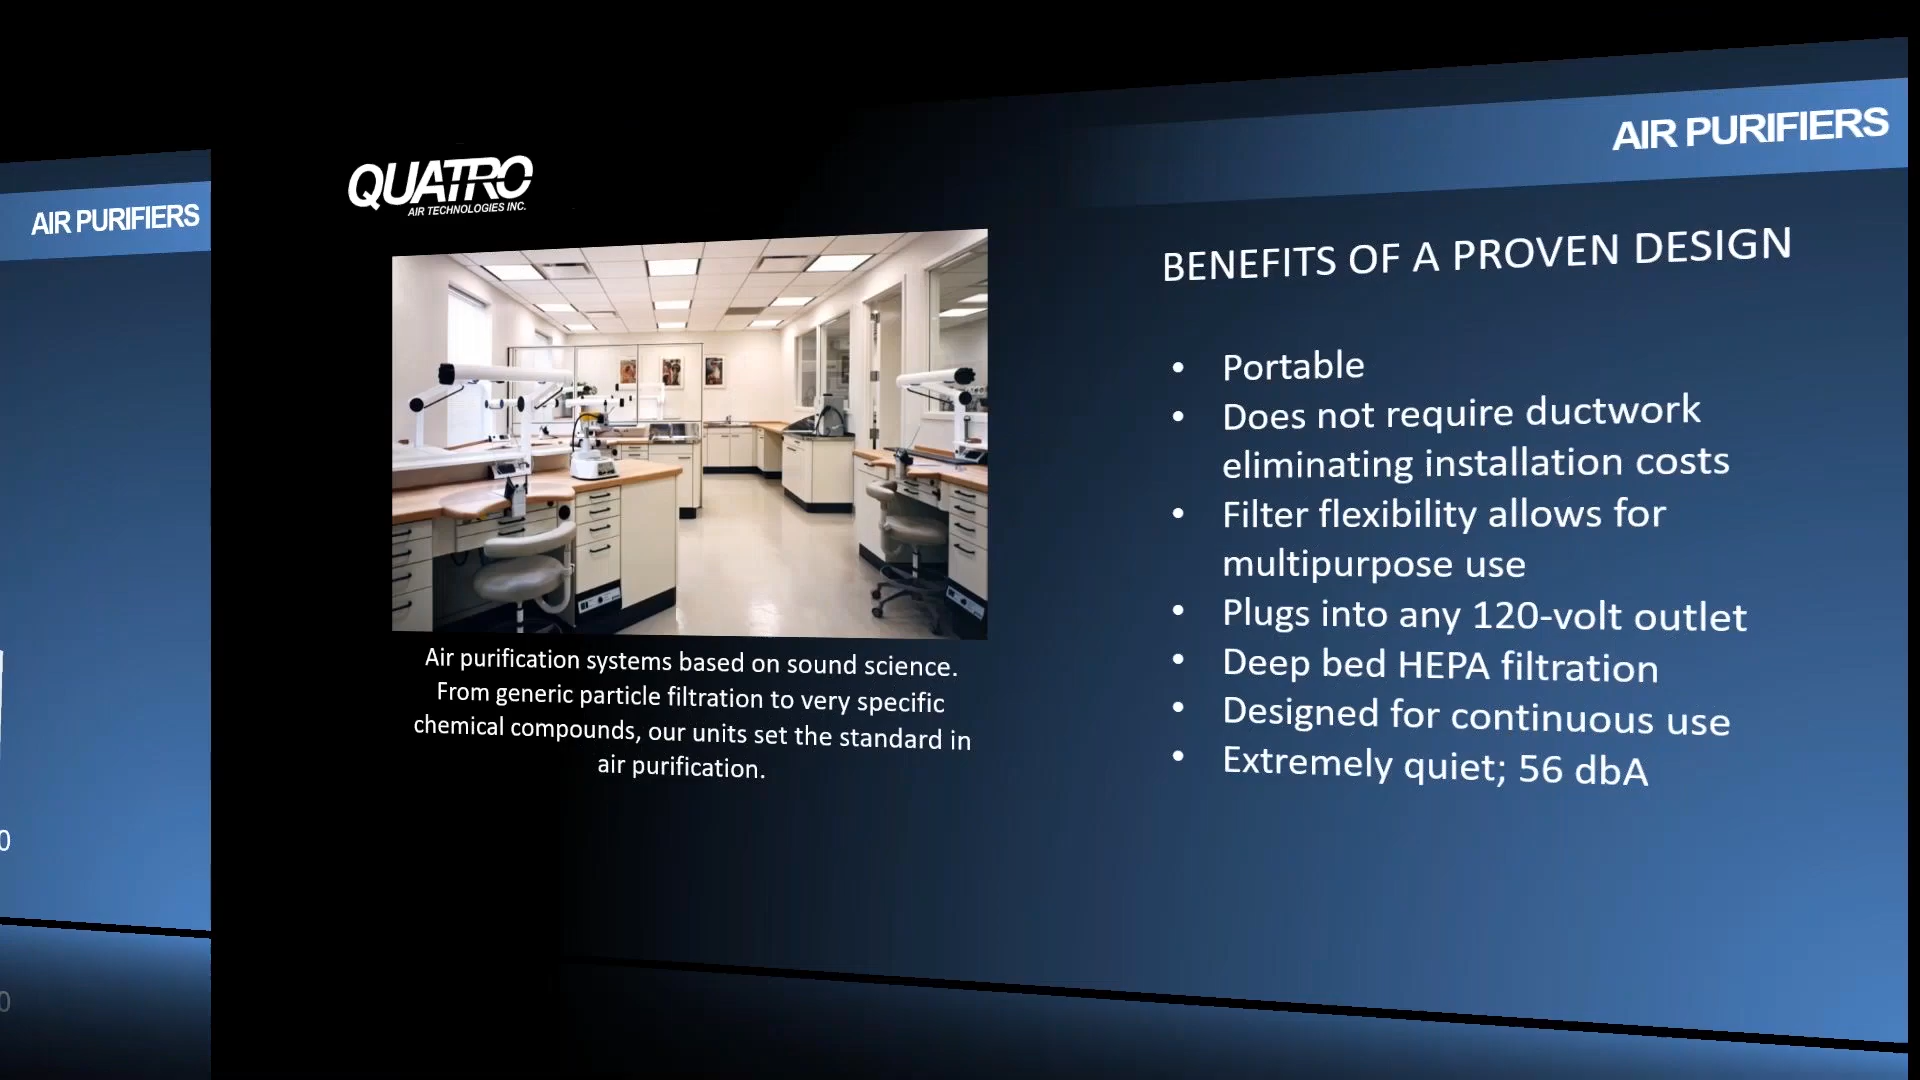 AIR PURIFIERS
0
0
QUATRO
AIR TECHNOLOGIES INC.
Air purification systems based on sound science.
From generic particle filtration to very specific
chemical compounds, our units set the standard in
air purification.
AIR PURIFIERS
BENEFITS OF A PROVEN DESIGN
• Portable
• Does not require ductwork
eliminating installation costs
• Filter flexibility allows for
multipurpose use
• Plugs into any 120-volt outlet
• Deep bed HEPA filtration
• Designed for continuous use
• Extremely quiet; 56 dbA